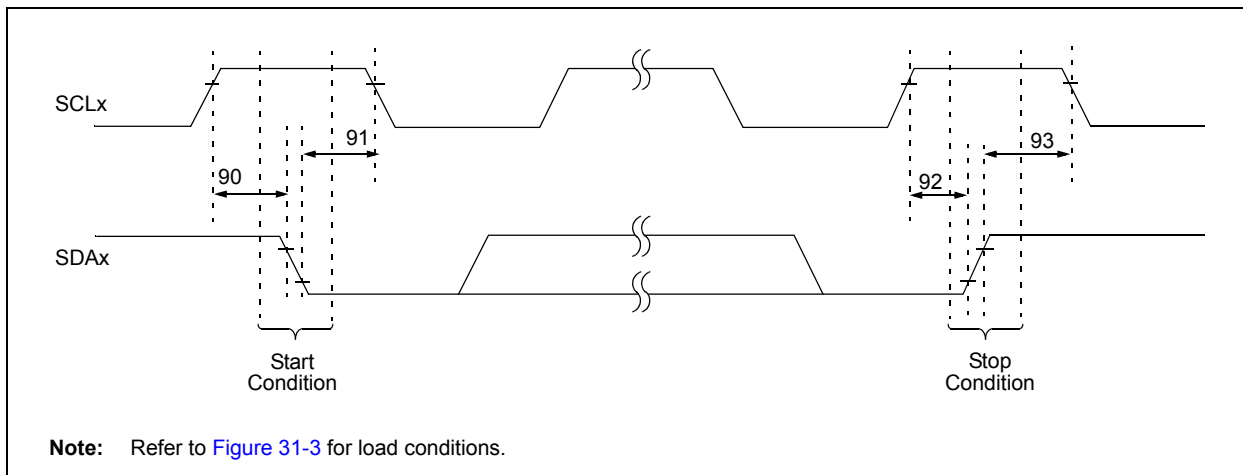 SCLx
91
93
90
92
SDAx
Start
Condition
Stop
Condition
Note: Refer to Figure 31-3 for load conditions.